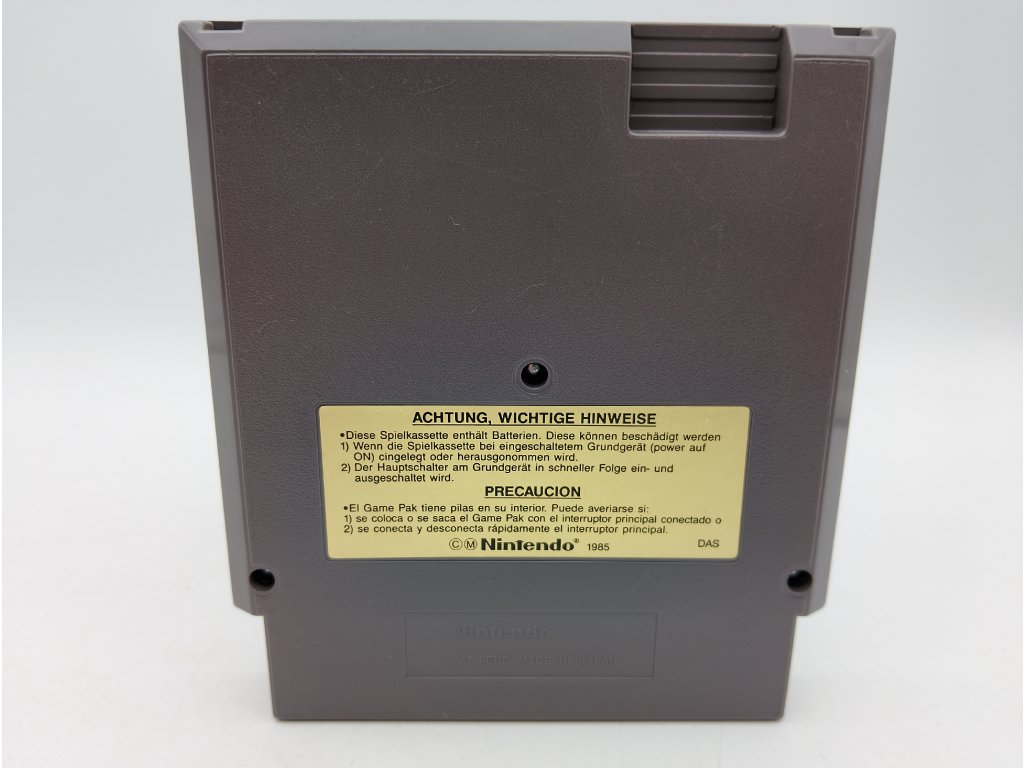 ACHTUNG, WICHTIGE HINWEISE
•Diese Spielkassette enthält Batterien. Diese können beschädigt werden
1) Wenn die Spielkassette bei eingeschaltetem Grundgerät (power auf
ON) cingelegt oder herausgonommen wird.
2) Der Hauptschalter am Grundgerät in schneller Folge ein- und
ausgeschaltet wird.
PRECAUCION
•El Game Pak tiene pilas en su interior. Puede averiarse si:
1) se coloca o se saca el Game Pak con el interruptor principal conectado o
2) se conecta y desconecta rápidamente el interruptor principal.
©Ⓜ Nintendo® 1985 DAS
Nintendo
PAT. PEND. MADE IN JAPAN